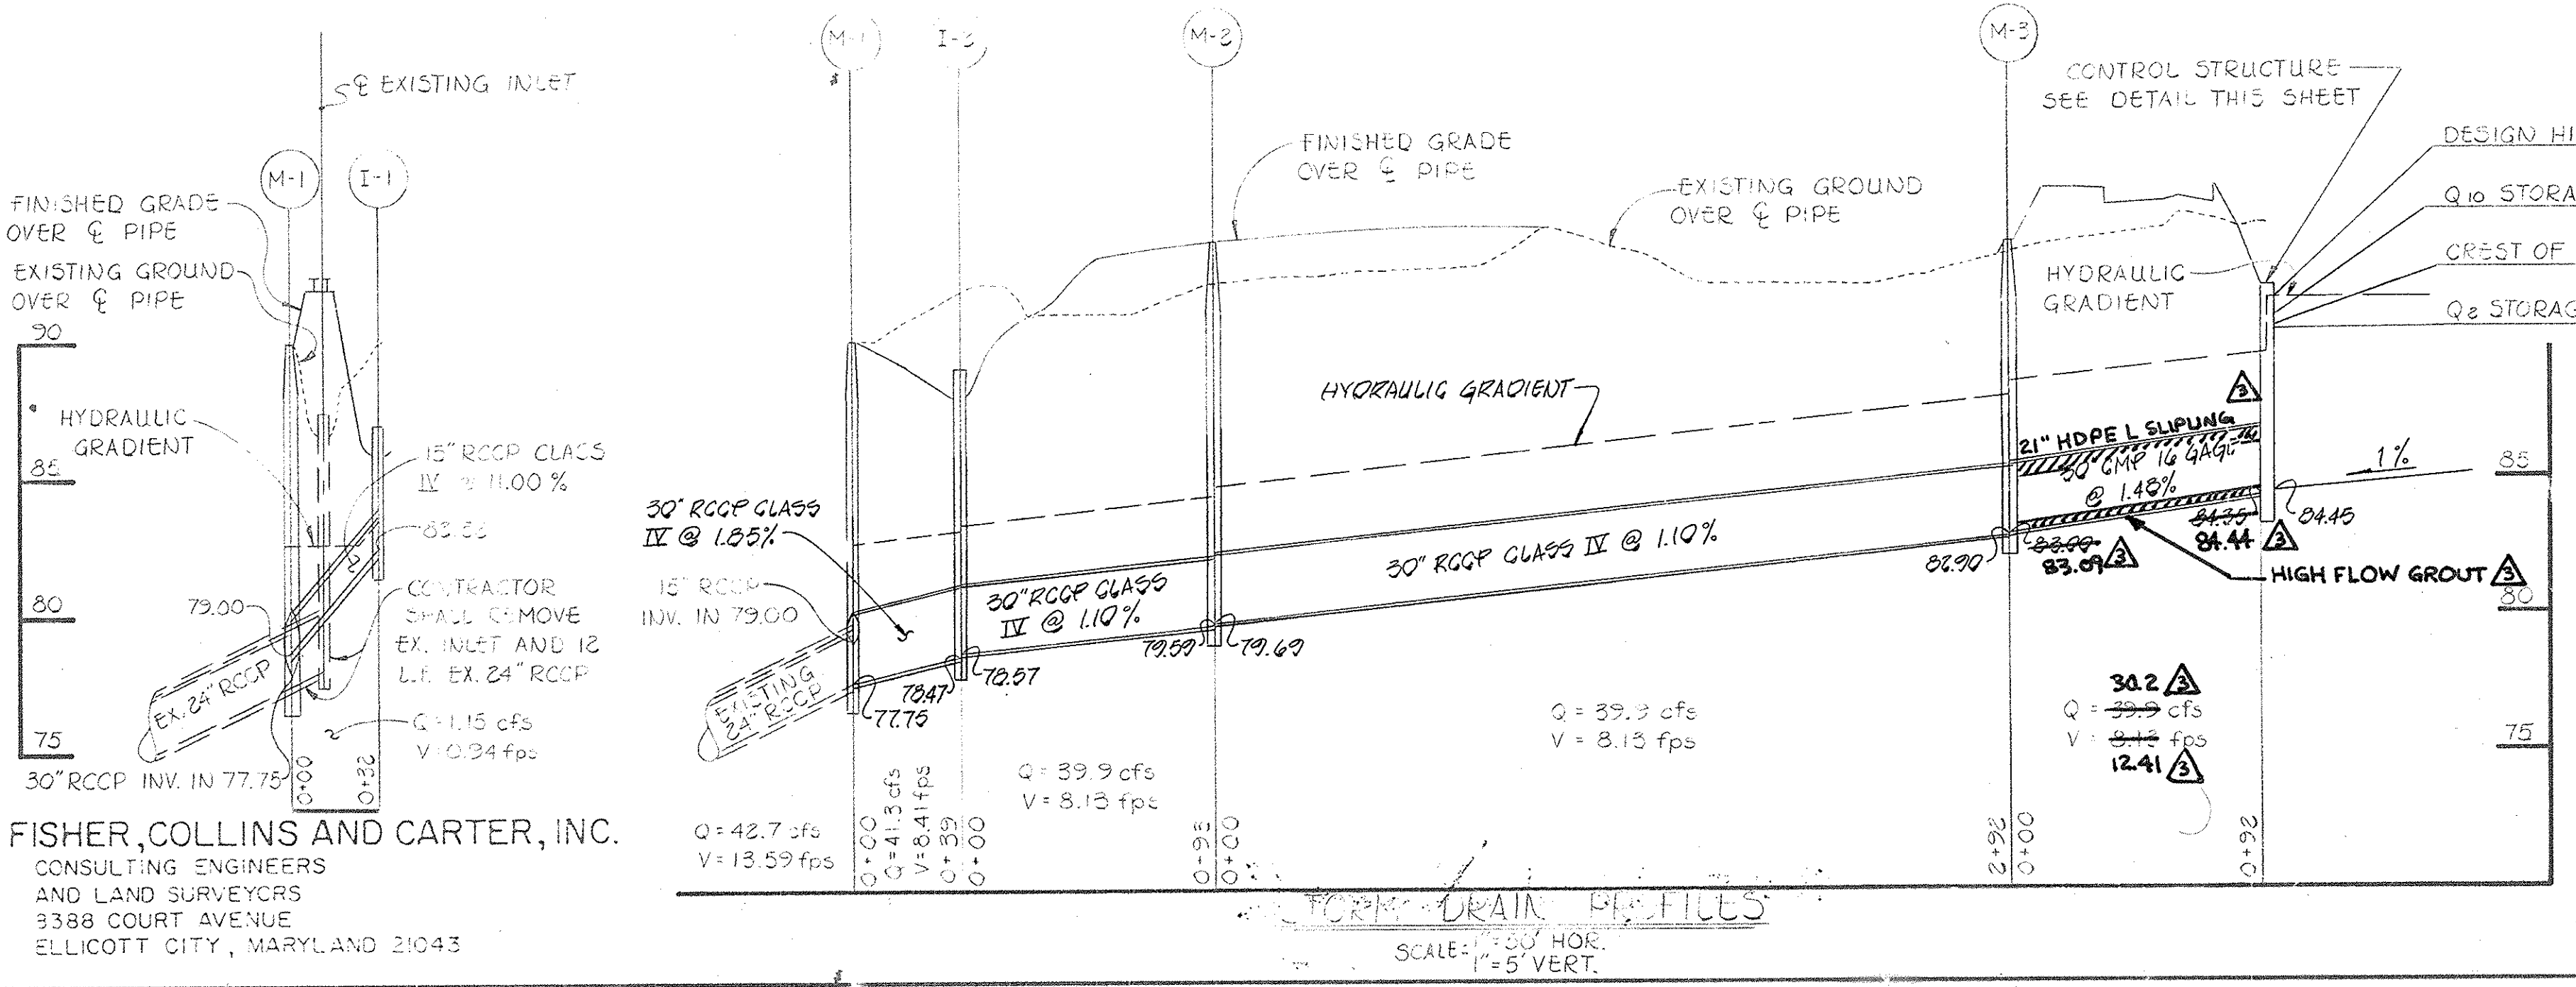 ℄ EXISTING INLET
M-1
I-1
FINISHED GRADE
OVER ℄ PIPE
EXISTING GROUND
OVER ℄ PIPE
90
85
80
75
HYDRAULIC
GRADIENT
15" RCCP CLASS
IV @ 11.00 %
79.00
CONTRACTOR
SHALL REMOVE
EX. INLET AND 12
L.F. EX. 24" RCCP
EX. 24" RCCP
Q = 1.15 cfs
V = 0.94 fps
30" RCCP INV. IN 77.75
0+00
0+32
FISHER, COLLINS AND CARTER, INC.
CONSULTING ENGINEERS
AND LAND SURVEYORS
8388 COURT AVENUE
ELLICOTT CITY, MARYLAND 21043
M-1
M-2
M-3
FINISHED GRADE
OVER ℄ PIPE
EXISTING GROUND
OVER ℄ PIPE
CONTROL STRUCTURE
SEE DETAIL THIS SHEET
DESIGN HI
Q10 STORA
CREST OF
Q2 STORAG
HYDRAULIC
GRADIENT
HYDRAULIC GRADIENT
3
21" HDPE L SLIPLING
30" CMP 16 GAGE
@ 1.48%
1%
85
80
75
30" RCCP CLASS
IV @ 1.85%
15" RCCP
INV. IN 79.00
30" RCCP CLASS
IV @ 1.10%
30" RCCP CLASS IV @ 1.10%
EXISTING
24" RCCP
77.75
78.47
78.57
79.59
79.69
82.90
83.00
83.09 3
84.35
84.44 3
84.45
HIGH FLOW GROUT 3
Q = 42.7 cfs
V = 13.59 fps
Q = 41.3 cfs
V = 8.41 fps
Q = 39.9 cfs
V = 8.13 fps
Q = 39.9 cfs
V = 8.13 fps
30.2 3
Q = 39.9 cfs
V = 8.13 fps
12.41 3
0+00
0+39
0+00
0+95
0+00
2+92
0+00
0+92
STORM DRAIN PROFILES
SCALE: 1"=50' HOR.
1"=5' VERT.